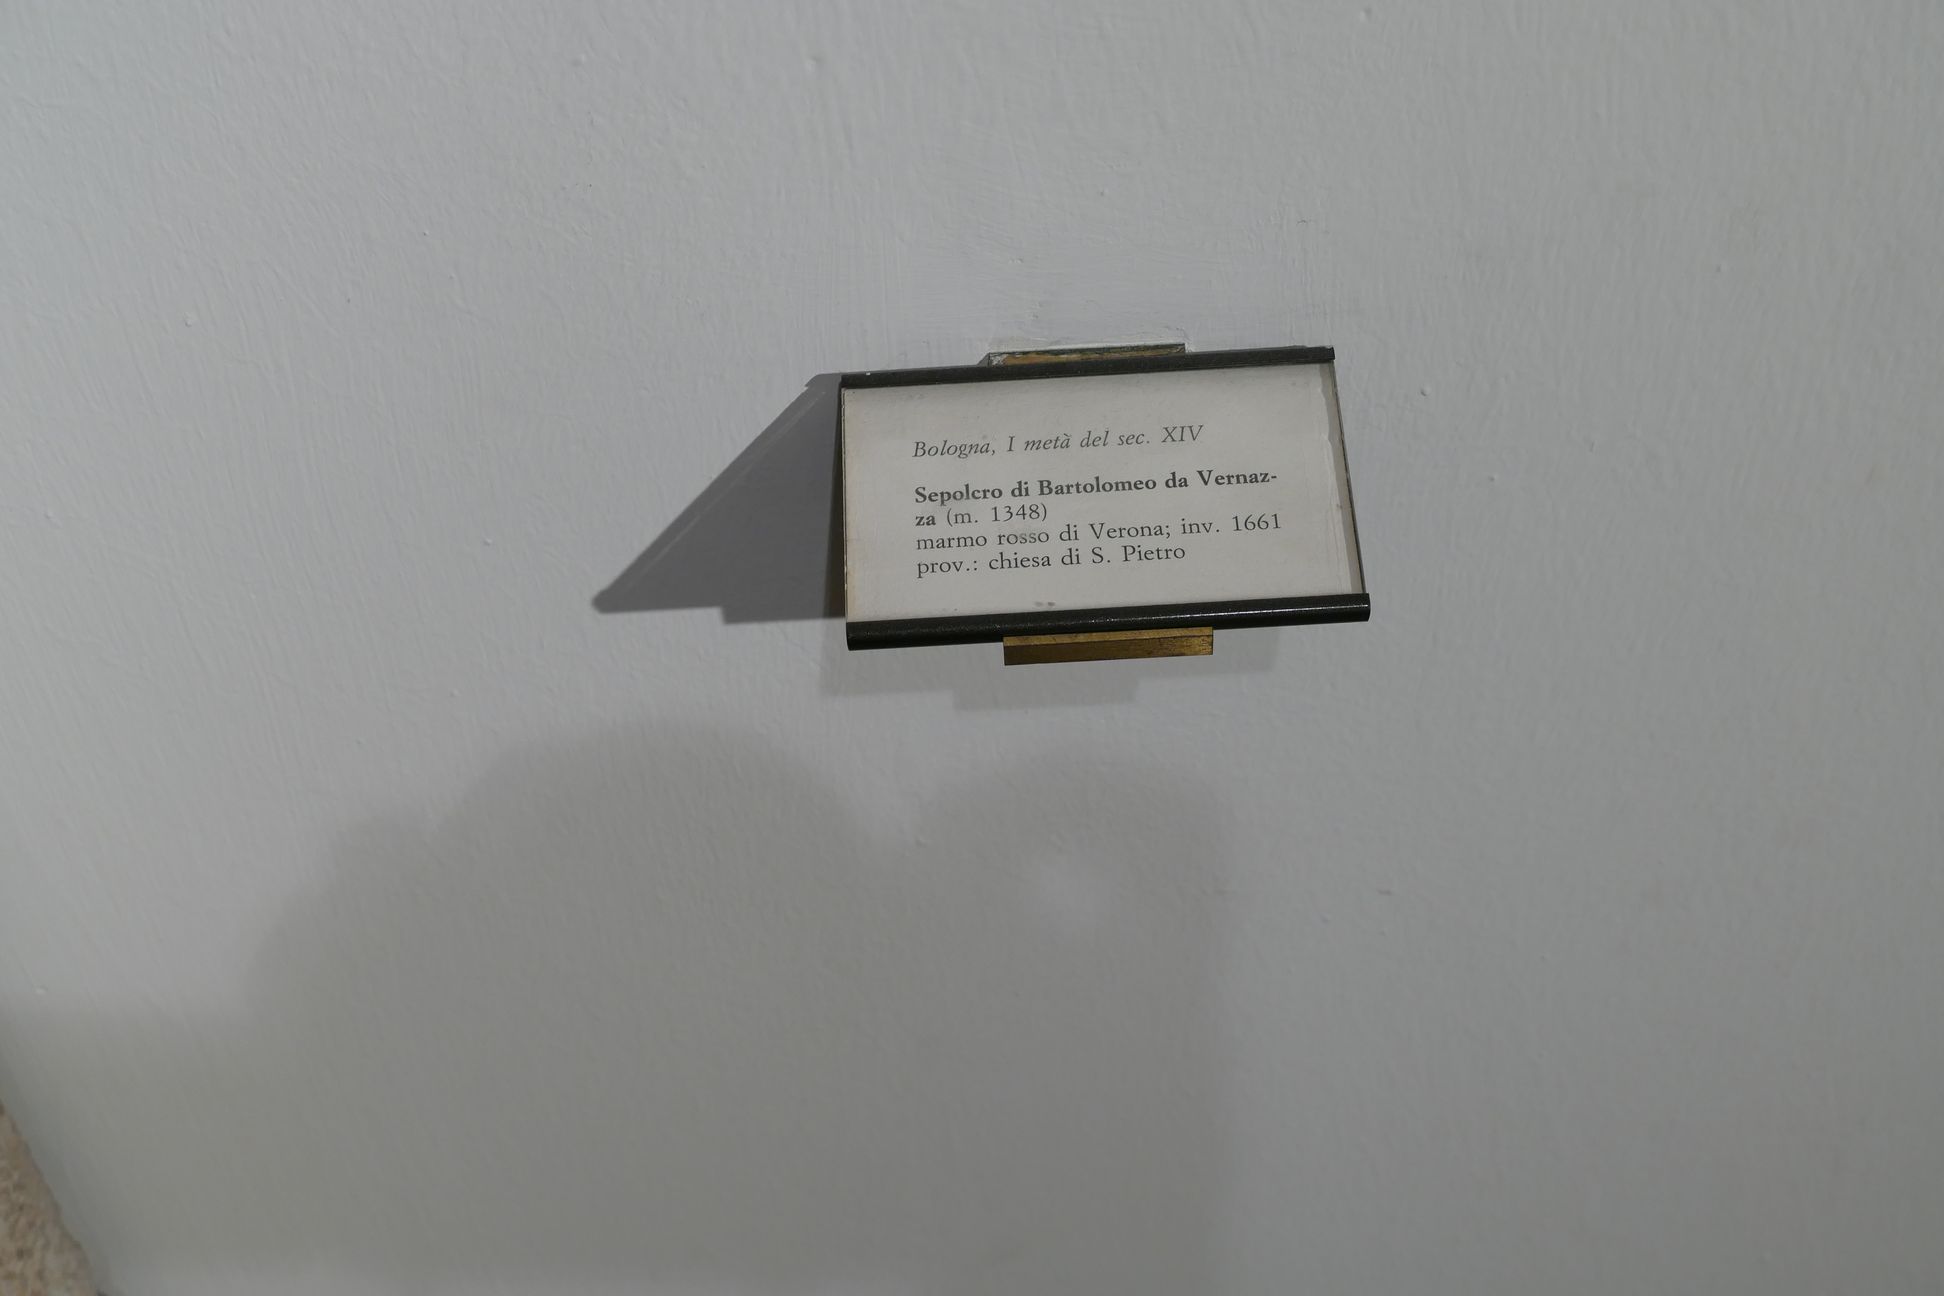 Bologna, I metà del sec. XIV
Sepolcro di Bartolomeo da Vernaz-
za (m. 1348)
marmo rosso di Verona; inv. 1661
prov.: chiesa di S. Pietro